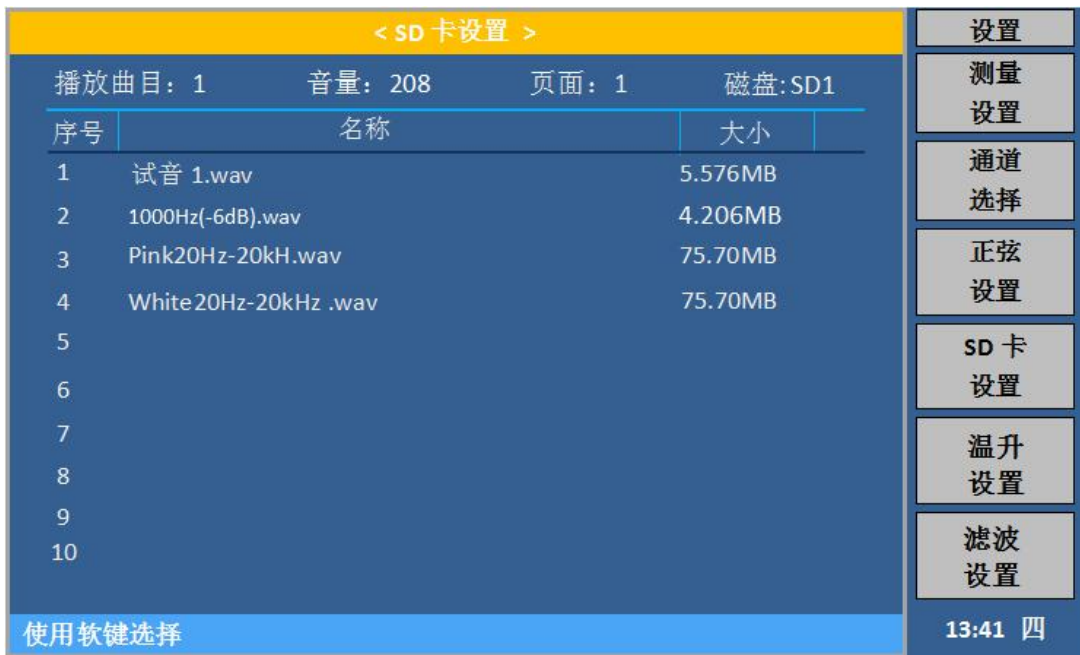 < SD 卡设置 >
播放曲目：1 音量：208 页面：1 磁盘:SD1
序号 名称 大小
1 试音 1.wav 5.576MB
2 1000Hz(-6dB).wav 4.206MB
3 Pink20Hz-20kH.wav 75.70MB
4 White20Hz-20kHz .wav 75.70MB
5
6
7
8
9
10
使用软键选择
设置
测量
设置
通道
选择
正弦
设置
SD 卡
设置
温升
设置
滤波
设置
13:41 四